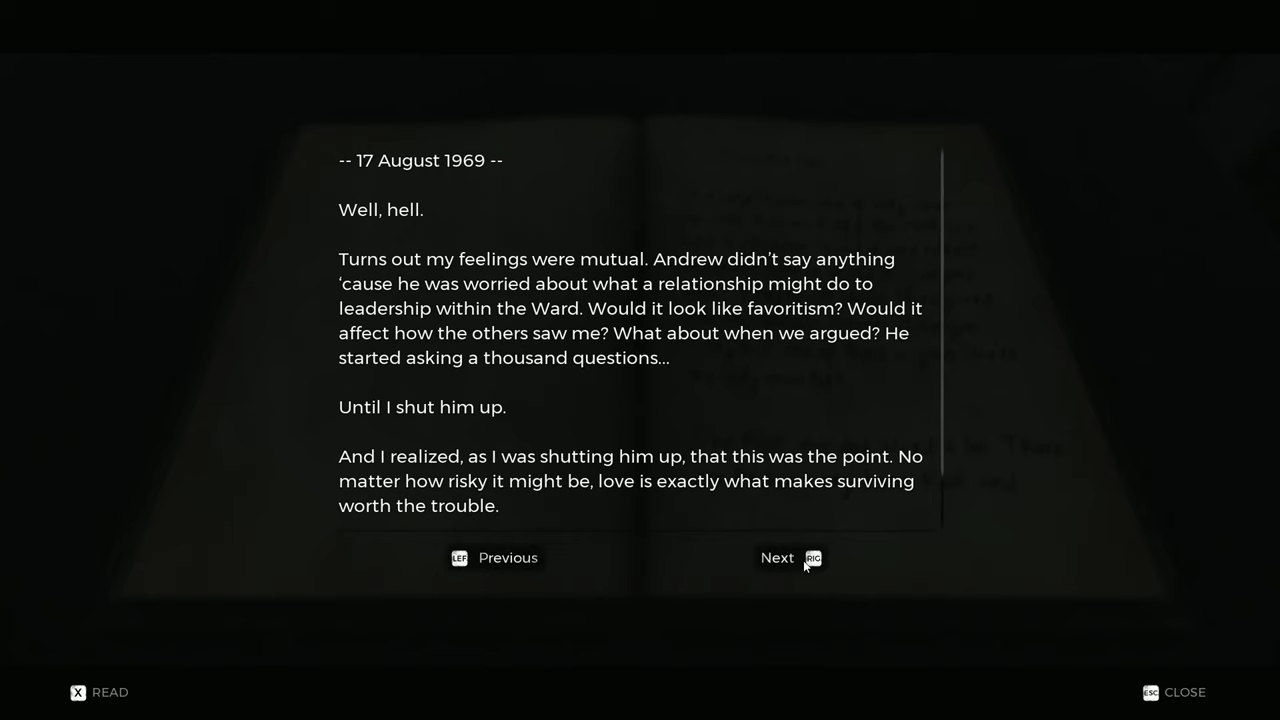 -- 17 August 1969 --
Well, hell.
Turns out my feelings were mutual. Andrew didn’t say anything
‘cause he was worried about what a relationship might do to
leadership within the Ward. Would it look like favoritism? Would it
affect how the others saw me? What about when we argued? He
started asking a thousand questions...
Until I shut him up.
And I realized, as I was shutting him up, that this was the point. No
matter how risky it might be, love is exactly what makes surviving
worth the trouble.
LEF Previous
Next RIG
X READ
ESC CLOSE